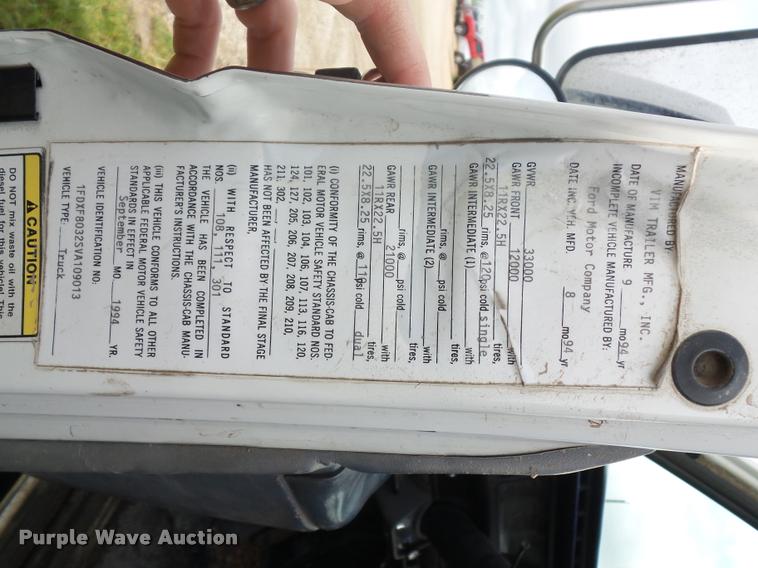 MANUFACTURED BY
VIM TRAILER MFG., INC.
DATE OF MANUFACTURE 9 mo 94 yr
INCOMPLETE VEHICLE MANUFACTURED BY:
Ford Motor Company
DATE INC. VEH. MFD. 8 mo 94 yr
GVWR 33000
GAWR FRONT 12000 with
11RX22.5H tires,
22.5X8.25 rims, @ 120 psi cold single
GAWR INTERMEDIATE (1) with
tires,
rims, @ psi cold
GAWR INTERMEDIATE (2) with
tires,
rims, @ psi cold
GAWR REAR 21000 with
11RX22.5H tires,
22.5X8.25 rims, @ 110 psi cold dual
(i) CONFORMITY OF THE CHASSIS-CAB TO FED-
ERAL MOTOR VEHICLE SAFETY STANDARD NOS.
101, 102, 103, 104, 106, 107, 113, 116, 120,
124, 127, 205, 206, 207, 208, 209, 210,
211, 302
HAS NOT BEEN AFFECTED BY THE FINAL STAGE
MANUFACTURER.
(ii) WITH RESPECT TO STANDARD
NOS. 108, 111, 301
THE VEHICLE HAS BEEN COMPLETED IN
ACCORDANCE WITH THE CHASSIS-CAB MANU-
FACTURER'S INSTRUCTIONS.
(iii) THIS VEHICLE CONFORMS TO ALL OTHER
APPLICABLE FEDERAL MOTOR VEHICLE SAFETY
STANDARDS IN EFFECT IN
September MO 1994 YR.
VEHICLE IDENTIFICATION NO:
1FDXF8032SVA109013
VEHICLE TYPE: Truck
CAUTION
DO NOT mix waste oil with the
diesel fuel for this vehicle! This
Purple Wave Auction